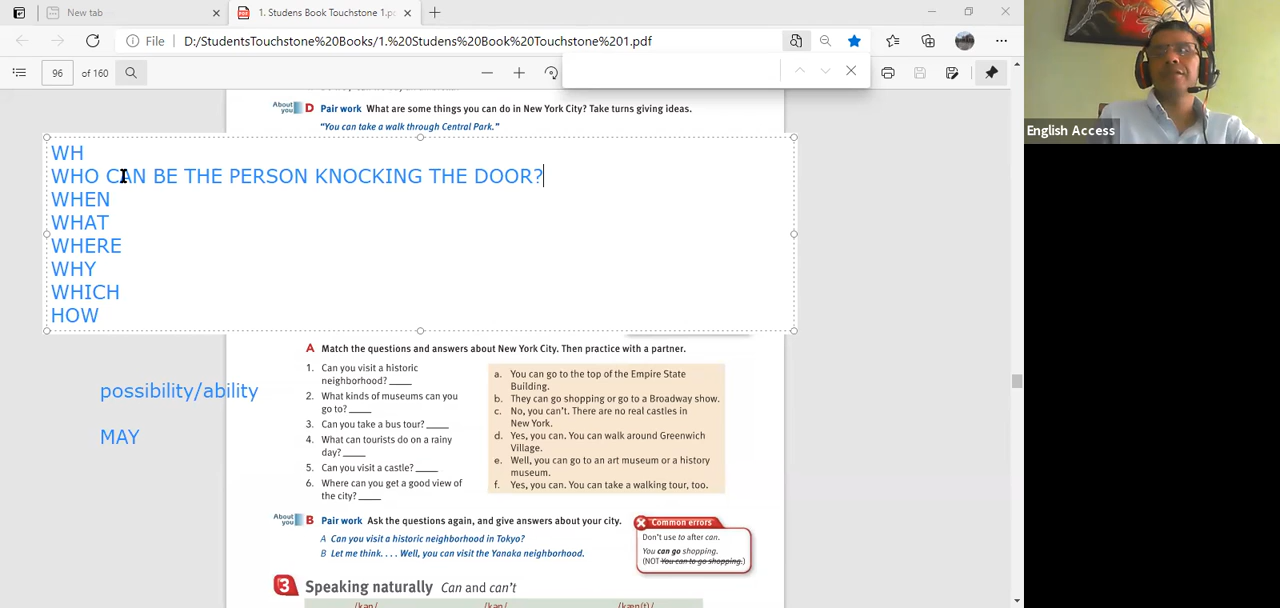 New tab
1. Studens Book Touchstone 1.pc
File
D:/StudentsTouchstone%20Books/1.%20Studens%20Book%20Touchstone%201.pdf
96 of 160
About you D Pair work What are some things you can do in New York City? Take turns giving ideas.
"You can take a walk through Central Park."
WH
WHO CAN BE THE PERSON KNOCKING THE DOOR?
WHEN
WHAT
WHERE
WHY
WHICH
HOW
possibility/ability
MAY
A Match the questions and answers about New York City. Then practice with a partner.
1. Can you visit a historic
neighborhood? ____
2. What kinds of museums can you
go to? ____
3. Can you take a bus tour? ____
4. What can tourists do on a rainy
day? ____
5. Can you visit a castle? ____
6. Where can you get a good view of
the city? ____
a. You can go to the top of the Empire State
Building.
b. They can go shopping or go to a Broadway show.
c. No, you can't. There are no real castles in
New York.
d. Yes, you can. You can walk around Greenwich
Village.
e. Well, you can go to an art museum or a history
museum.
f. Yes, you can. You can take a walking tour, too.
About you B Pair work Ask the questions again, and give answers about your city.
A Can you visit a historic neighborhood in Tokyo?
B Let me think. . . . Well, you can visit the Yanaka neighborhood.
Common errors
Don't use to after can.
You can go shopping.
(NOT You can to go shopping.)
3 Speaking naturally Can and can't
English Access